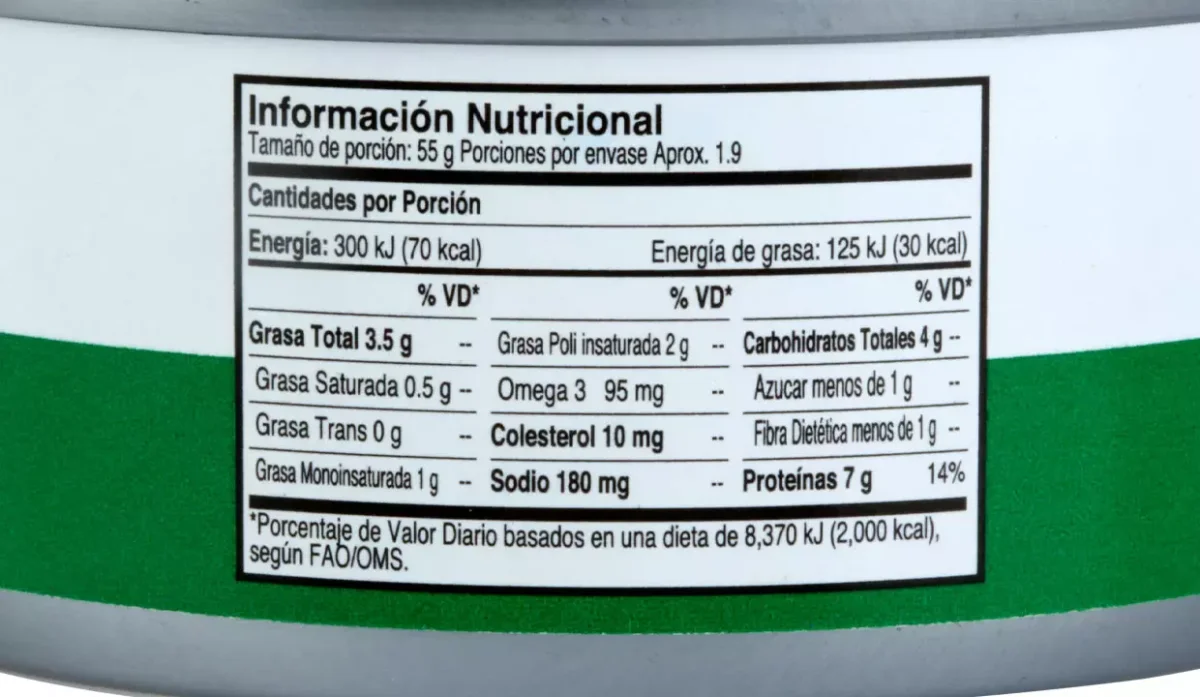 Información Nutricional
Tamaño de porción: 55 g Porciones por envase Aprox. 1.9
Cantidades por Porción
Energía: 300 kJ (70 kcal) Energía de grasa: 125 kJ (30 kcal)
% VD* % VD* % VD*
Grasa Total 3.5 g -- Grasa Poli insaturada 2 g -- Carbohidratos Totales 4 g --
Grasa Saturada 0.5 g -- Omega 3 95 mg -- Azucar menos de 1 g --
Grasa Trans 0 g -- Colesterol 10 mg -- Fibra Dietética menos de 1 g --
Grasa Monoinsaturada 1 g -- Sodio 180 mg -- Proteínas 7 g 14%
*Porcentaje de Valor Diario basados en una dieta de 8,370 kJ (2,000 kcal),
según FAO/OMS.